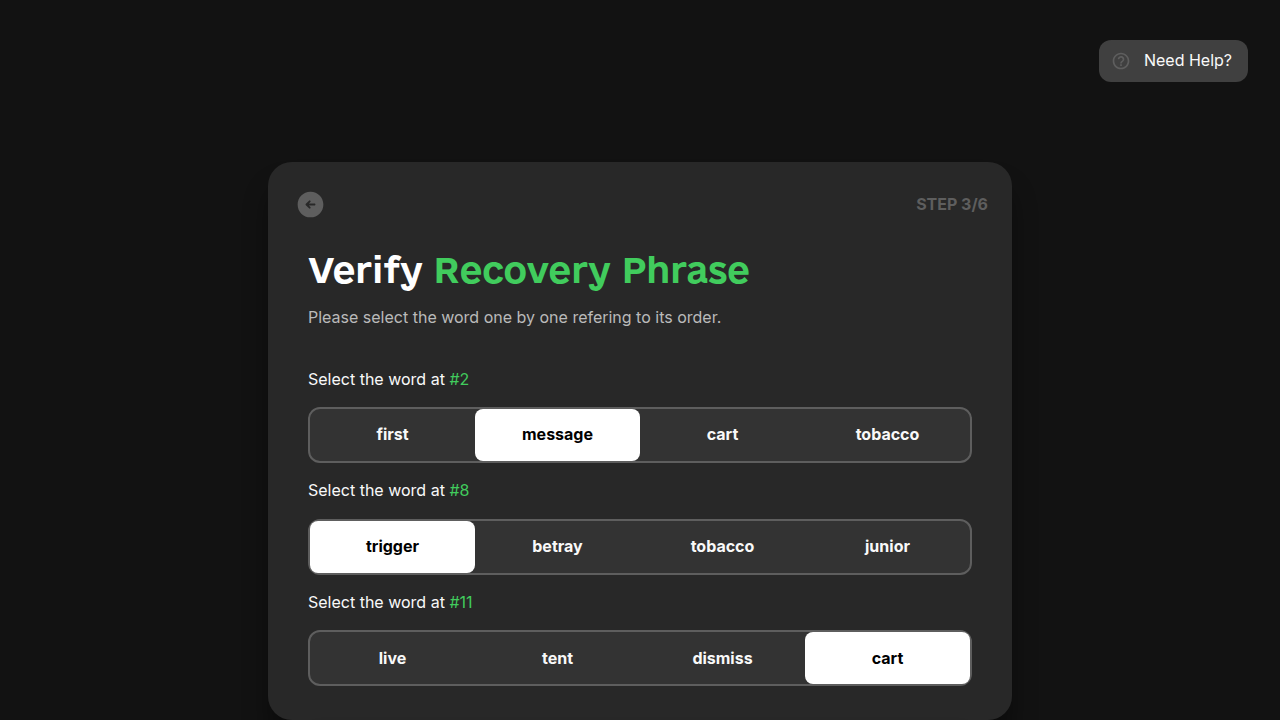 Need Help?
STEP 3/6
Verify Recovery Phrase
Please select the word one by one refering to its order.
Select the word at #2
first message cart tobacco
Select the word at #8
trigger betray tobacco junior
Select the word at #11
live tent dismiss cart